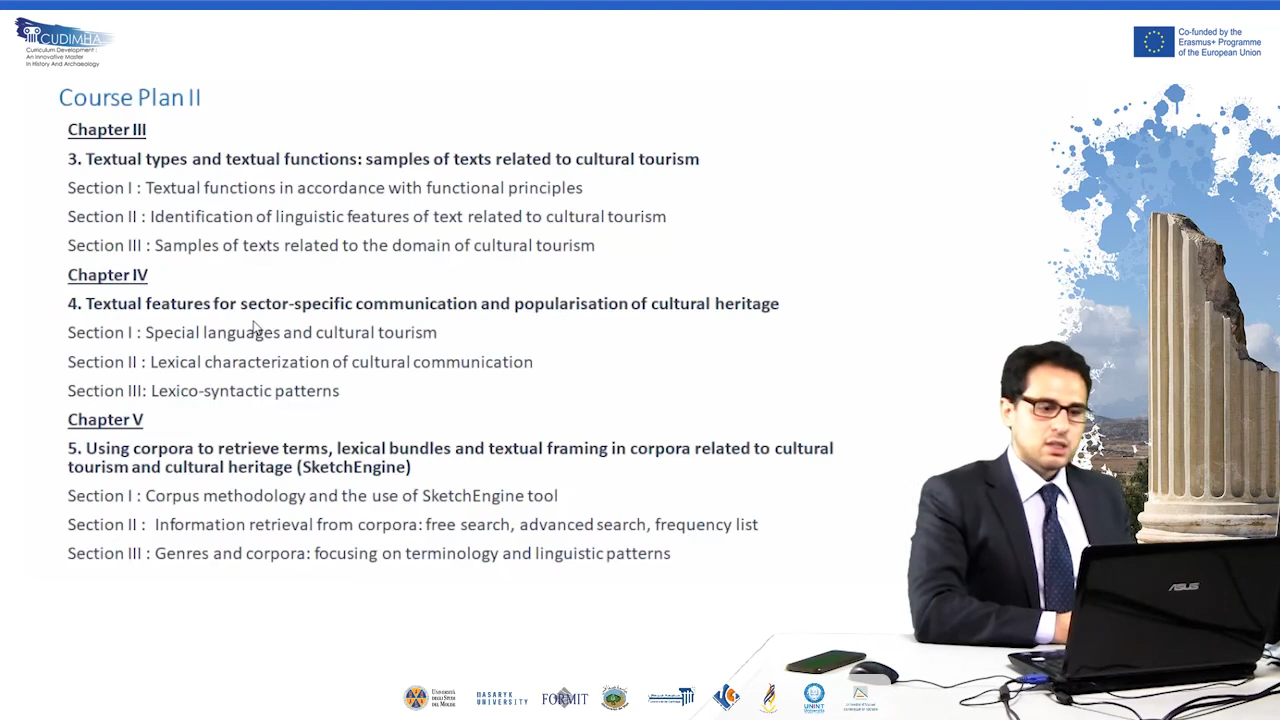 CUDIMHA
Curriculum Development :
An Innovative Master
In History And Archaeology
Co-funded by the
Erasmus+ Programme
of the European Union
Course Plan II
Chapter III
3. Textual types and textual functions: samples of texts related to cultural tourism
Section I : Textual functions in accordance with functional principles
Section II : Identification of linguistic features of text related to cultural tourism
Section III : Samples of texts related to the domain of cultural tourism
Chapter IV
4. Textual features for sector-specific communication and popularisation of cultural heritage
Section I : Special languages and cultural tourism
Section II : Lexical characterization of cultural communication
Section III: Lexico-syntactic patterns
Chapter V
5. Using corpora to retrieve terms, lexical bundles and textual framing in corpora related to cultural
tourism and cultural heritage (SketchEngine)
Section I : Corpus methodology and the use of SketchEngine tool
Section II :  Information retrieval from corpora: free search, advanced search, frequency list
Section III : Genres and corpora: focusing on terminology and linguistic patterns
ASUS
UNIVERSITÀ
DEGLI STUDI
DEL MOLISE
MASARYK
UNIVERSITY
FORMIT
UNINT